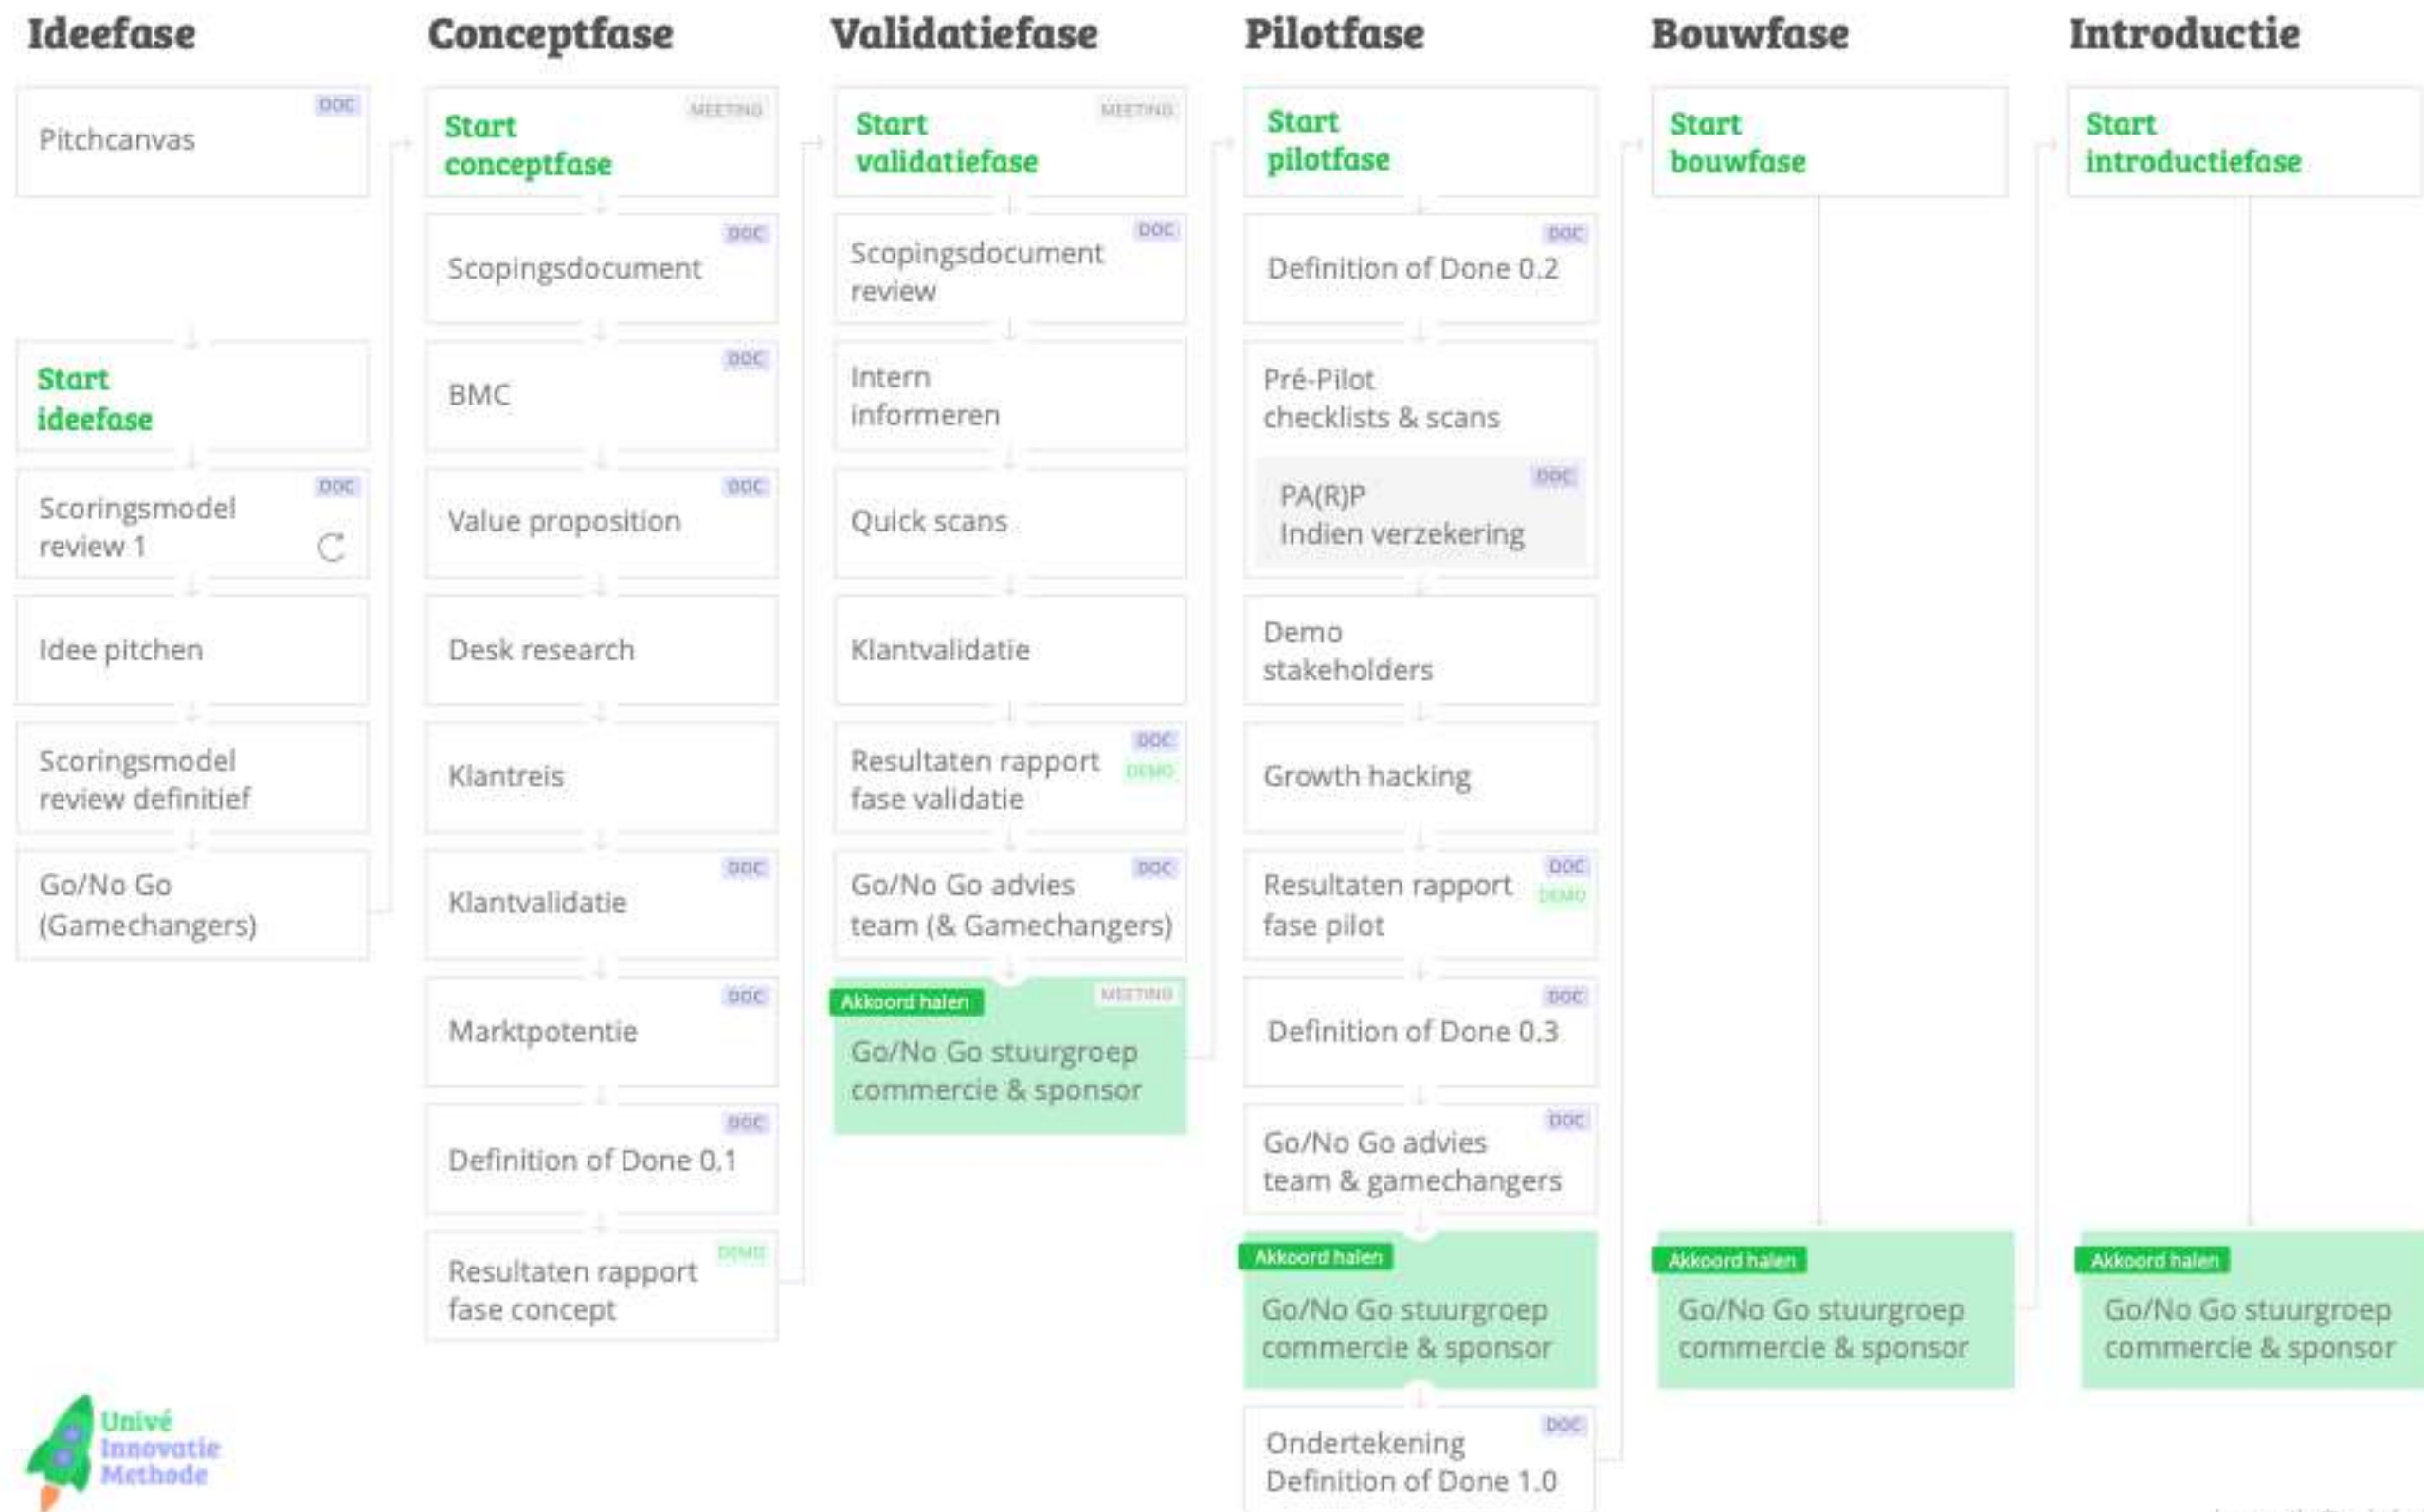 Ideefase
Pitchcanvas
DOC
Start
ideefase
Scoringsmodel
review 1
DOC
Idee pitchen
Scoringsmodel
review definitief
Go/No Go
(Gamechangers)
Conceptfase
Start
conceptfase
MEETING
Scopingsdocument
DOC
BMC
DOC
Value proposition
DOC
Desk research
Klantreis
Klantvalidatie
DOC
Marktpotentie
DOC
Definition of Done 0.1
DOC
Resultaten rapport
fase concept
DEMO
Validatiefase
Start
validatiefase
MEETING
Scopingsdocument
review
DOC
Intern
informeren
Quick scans
Klantvalidatie
Resultaten rapport
fase validatie
DOC
DEMO
Go/No Go advies
team (& Gamechangers)
DOC
Akkoord halen
MEETING
Go/No Go stuurgroep
commercie & sponsor
Pilotfase
Start
pilotfase
Definition of Done 0.2
DOC
Pré-Pilot
checklists & scans
PA(R)P
Indien verzekering
DOC
Demo
stakeholders
Growth hacking
Resultaten rapport
fase pilot
DOC
DEMO
Definition of Done 0.3
DOC
Go/No Go advies
team & gamechangers
DOC
Akkoord halen
Go/No Go stuurgroep
commercie & sponsor
Ondertekening
Definition of Done 1.0
DOC
Bouwfase
Start
bouwfase
Akkoord halen
Go/No Go stuurgroep
commercie & sponsor
Introductie
Start
introductiefase
Akkoord halen
Go/No Go stuurgroep
commercie & sponsor
Univé
Innovatie
Methode